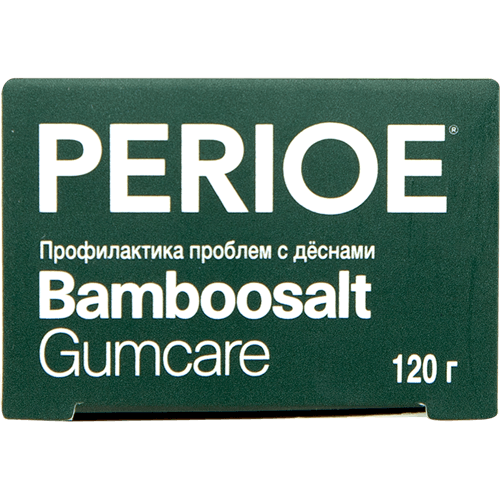 PERIOE®
Профилактика проблем с дёснами
Bamboosalt
Gumcare
120 г